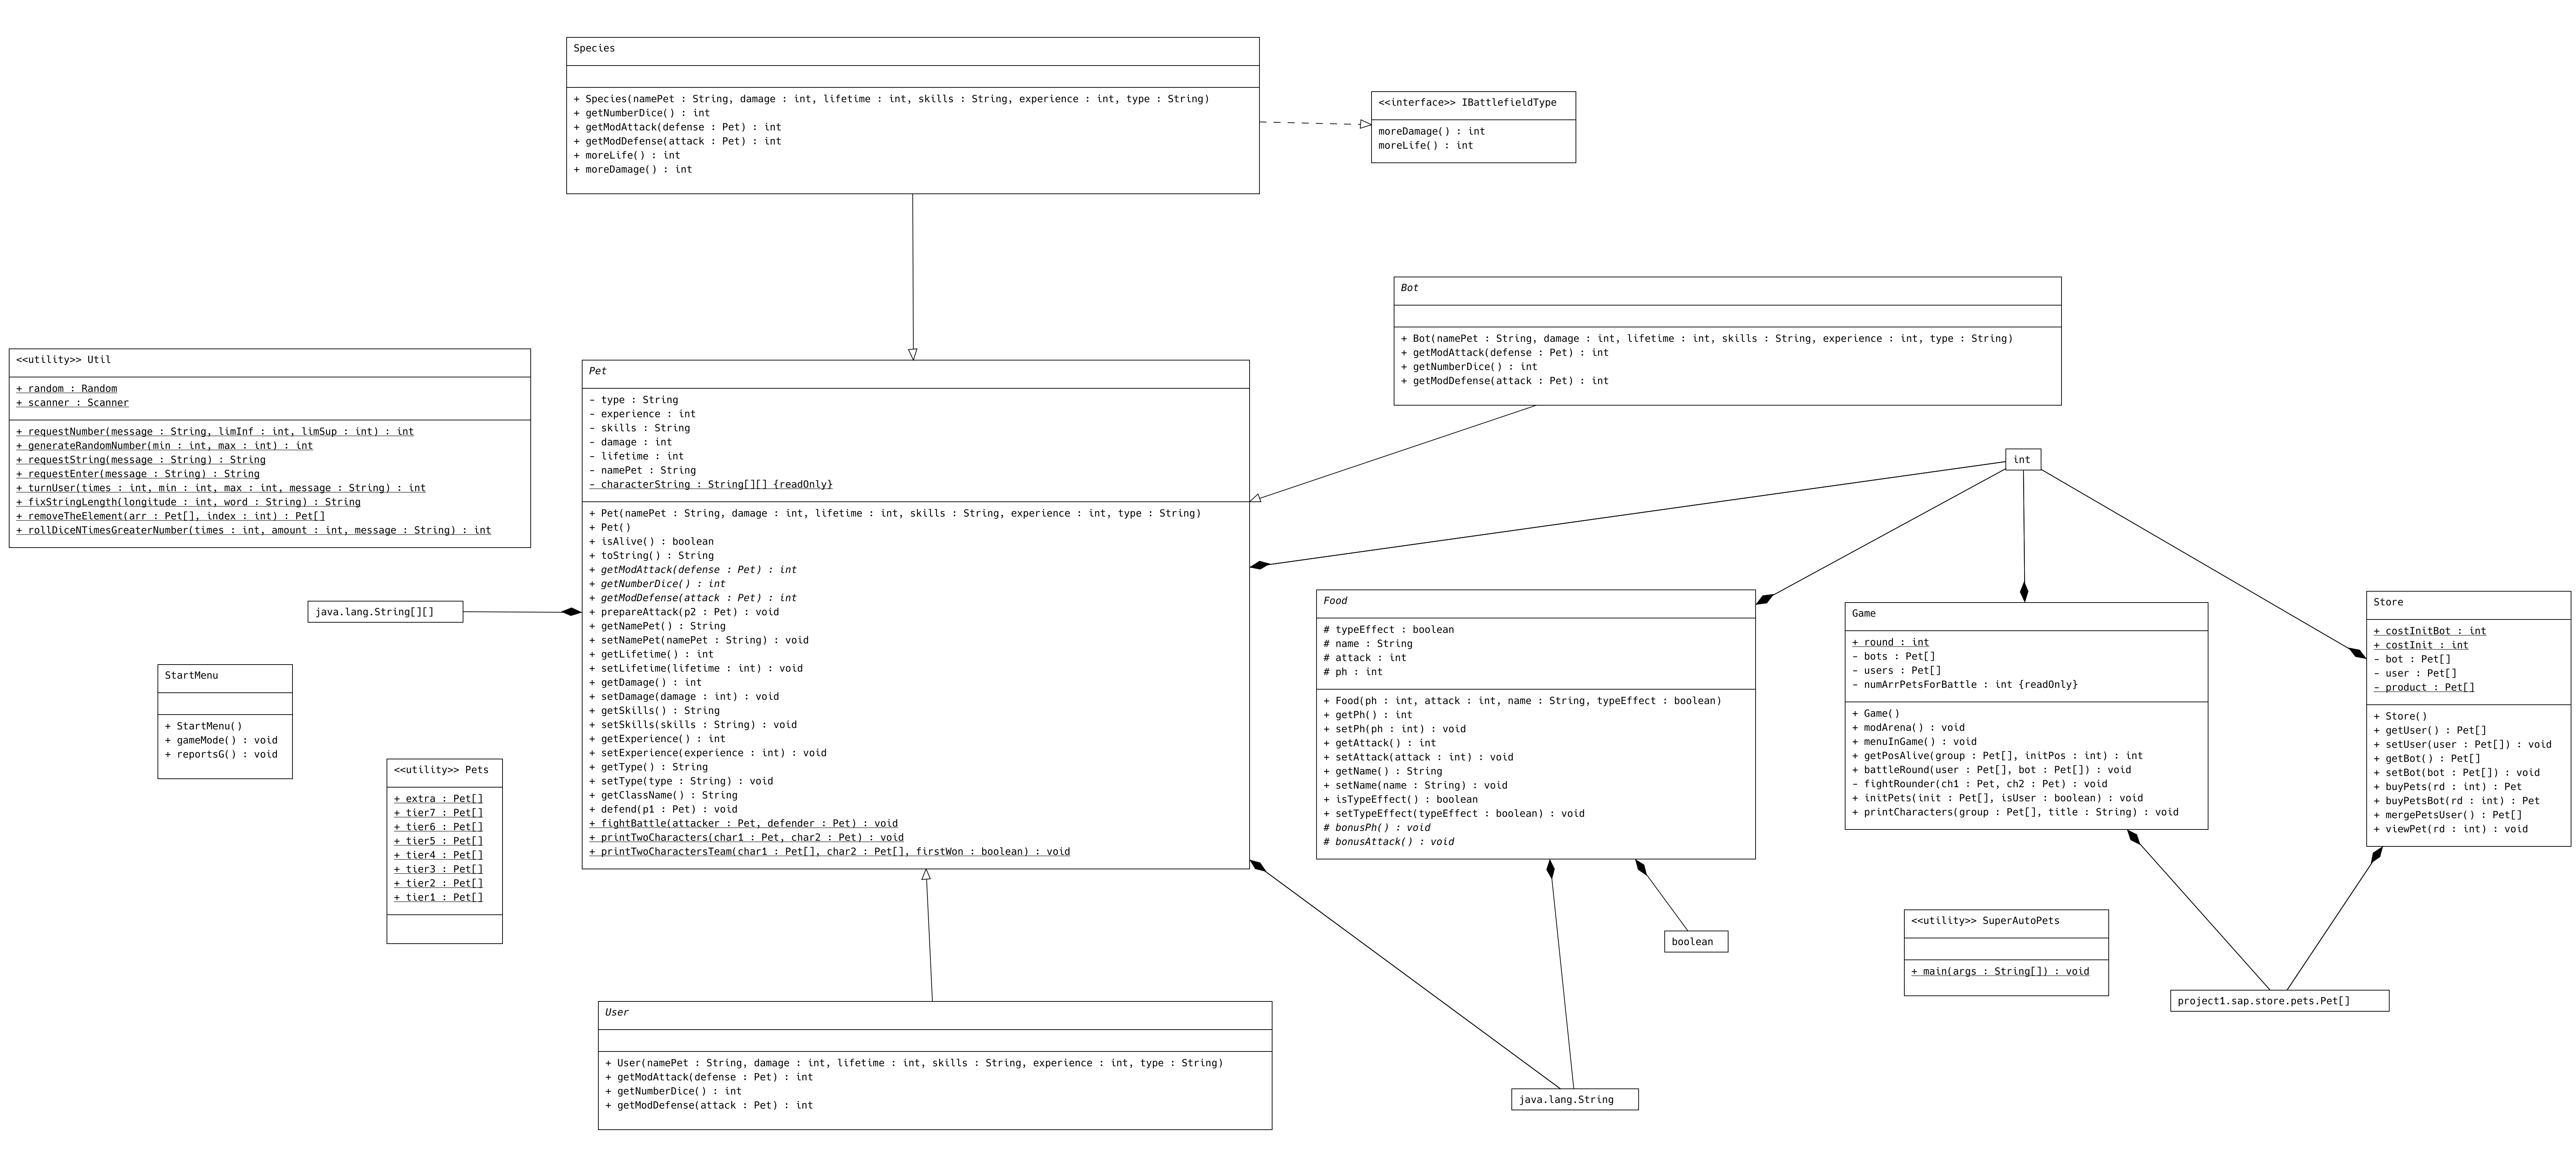 Species
+ Species(namePet : String, damage : int, lifetime : int, skills : String, experience : int, type : String)
+ getNumberDice() : int
+ getModAttack(defense : Pet) : int
+ getModDefense(attack : Pet) : int
+ moreLife() : int
+ moreDamage() : int
<<interface>> IBattlefieldType
moreDamage() : int
moreLife() : int
Bot
+ Bot(namePet : String, damage : int, lifetime : int, skills : String, experience : int, type : String)
+ getModAttack(defense : Pet) : int
+ getNumberDice() : int
+ getModDefense(attack : Pet) : int
<<utility>> Util
+ random : Random
+ scanner : Scanner
+ requestNumber(message : String, limInf : int, limSup : int) : int
+ generateRandomNumber(min : int, max : int) : int
+ requestString(message : String) : String
+ requestEnter(message : String) : String
+ turnUser(times : int, min : int, max : int, message : String) : int
+ fixStringLength(longitude : int, word : String) : String
+ removeTheElement(arr : Pet[], index : int) : Pet[]
+ rollDiceNTimesGreaterNumber(times : int, amount : int, message : String) : int
Pet
- type : String
- experience : int
- skills : String
- damage : int
- lifetime : int
- namePet : String
- characterString : String[][] {readOnly}
+ Pet(namePet : String, damage : int, lifetime : int, skills : String, experience : int, type : String)
+ Pet()
+ isAlive() : boolean
+ toString() : String
+ getModAttack(defense : Pet) : int
+ getNumberDice() : int
+ getModDefense(attack : Pet) : int
+ prepareAttack(p2 : Pet) : void
+ getNamePet() : String
+ setNamePet(namePet : String) : void
+ getLifetime() : int
+ setLifetime(lifetime : int) : void
+ getDamage() : int
+ setDamage(damage : int) : void
+ getSkills() : String
+ setSkills(skills : String) : void
+ getExperience() : int
+ setExperience(experience : int) : void
+ getType() : String
+ setType(type : String) : void
+ getClassName() : String
+ defend(p1 : Pet) : void
+ fightBattle(attacker : Pet, defender : Pet) : void
+ printTwoCharacters(char1 : Pet, char2 : Pet) : void
+ printTwoCharactersTeam(char1 : Pet[], char2 : Pet[], firstWon : boolean) : void
int
java.lang.String[][]
Food
# typeEffect : boolean
# name : String
# attack : int
# ph : int
+ Food(ph : int, attack : int, name : String, typeEffect : boolean)
+ getPh() : int
+ setPh(ph : int) : void
+ getAttack() : int
+ setAttack(attack : int) : void
+ getName() : String
+ setName(name : String) : void
+ isTypeEffect() : boolean
+ setTypeEffect(typeEffect : boolean) : void
# bonusPh() : void
# bonusAttack() : void
Game
+ round : int
- bots : Pet[]
- users : Pet[]
- numArrPetsForBattle : int {readOnly}
+ Game()
+ modArena() : void
+ menuInGame() : void
+ getPosAlive(group : Pet[], initPos : int) : int
+ battleRound(user : Pet[], bot : Pet[]) : void
- fightRounder(ch1 : Pet, ch2 : Pet) : void
+ initPets(init : Pet[], isUser : boolean) : void
+ printCharacters(group : Pet[], title : String) : void
Store
+ costInitBot : int
+ costInit : int
- bot : Pet[]
- user : Pet[]
- product : Pet[]
+ Store()
+ getUser() : Pet[]
+ setUser(user : Pet[]) : void
+ getBot() : Pet[]
+ setBot(bot : Pet[]) : void
+ buyPets(rd : int) : Pet
+ buyPetsBot(rd : int) : Pet
+ mergePetsUser() : Pet[]
+ viewPet(rd : int) : void
StartMenu
+ StartMenu()
+ gameMode() : void
+ reportsG() : void
<<utility>> Pets
+ extra : Pet[]
+ tier7 : Pet[]
+ tier6 : Pet[]
+ tier5 : Pet[]
+ tier4 : Pet[]
+ tier3 : Pet[]
+ tier2 : Pet[]
+ tier1 : Pet[]
boolean
<<utility>> SuperAutoPets
+ main(args : String[]) : void
project1.sap.store.pets.Pet[]
User
+ User(namePet : String, damage : int, lifetime : int, skills : String, experience : int, type : String)
+ getModAttack(defense : Pet) : int
+ getNumberDice() : int
+ getModDefense(attack : Pet) : int
java.lang.String